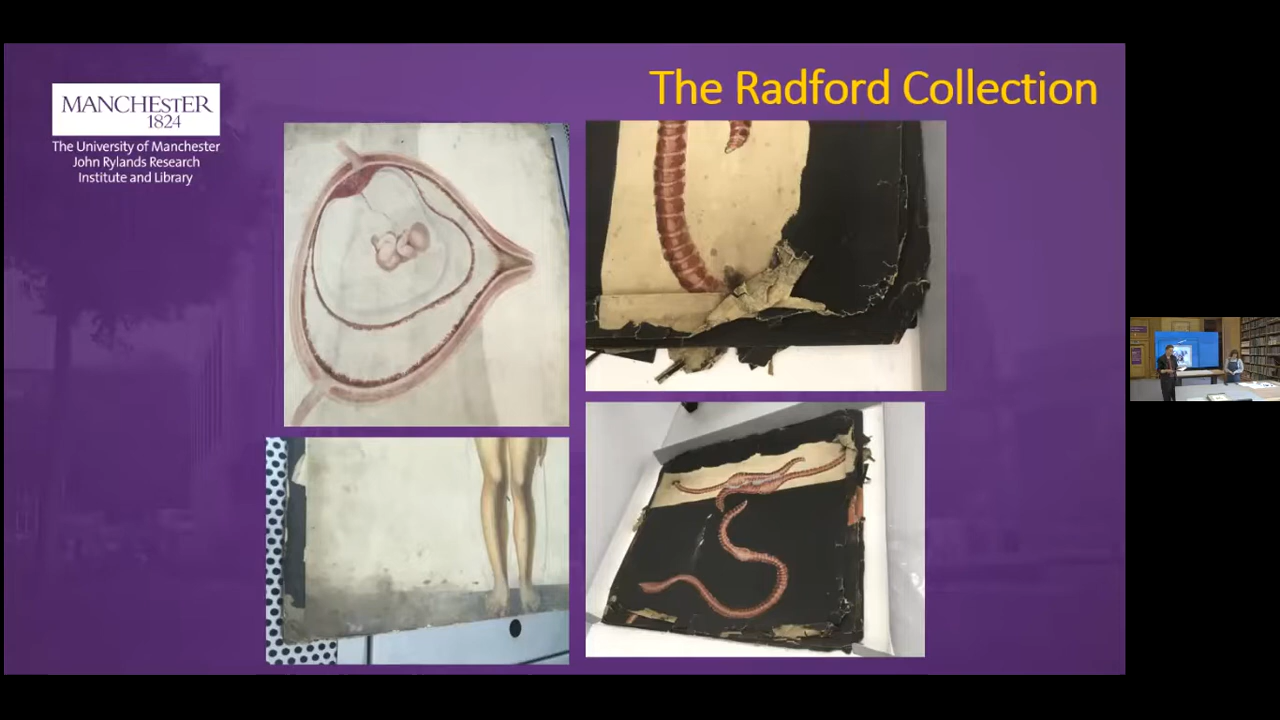 The Radford Collection
MANCHESTER
1824
The University of Manchester
John Rylands Research
Institute and Library